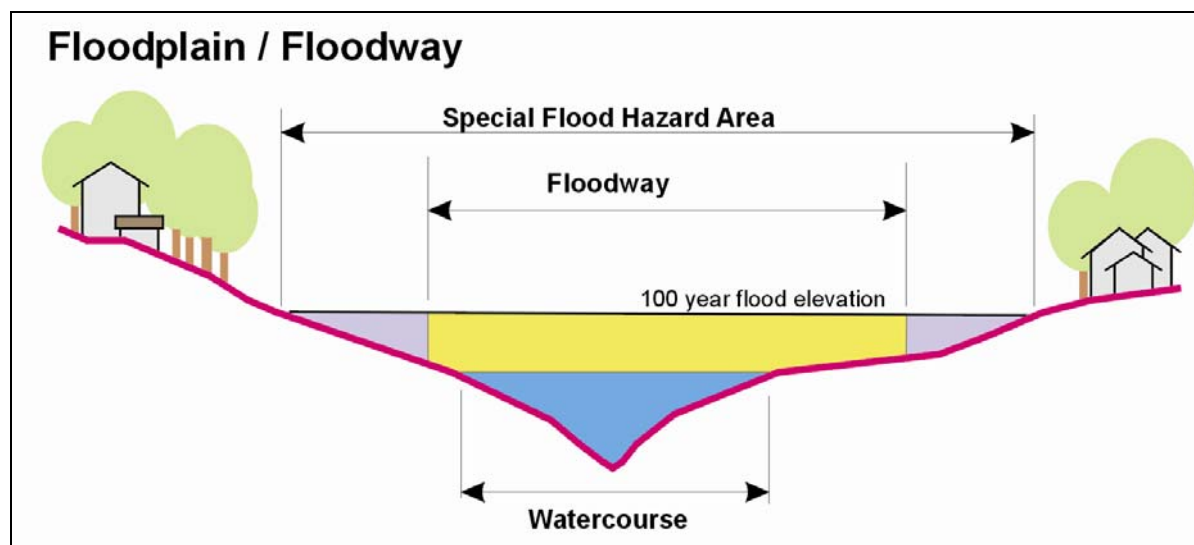 Floodplain / Floodway
Special Flood Hazard Area
Floodway
100 year flood elevation
Watercourse